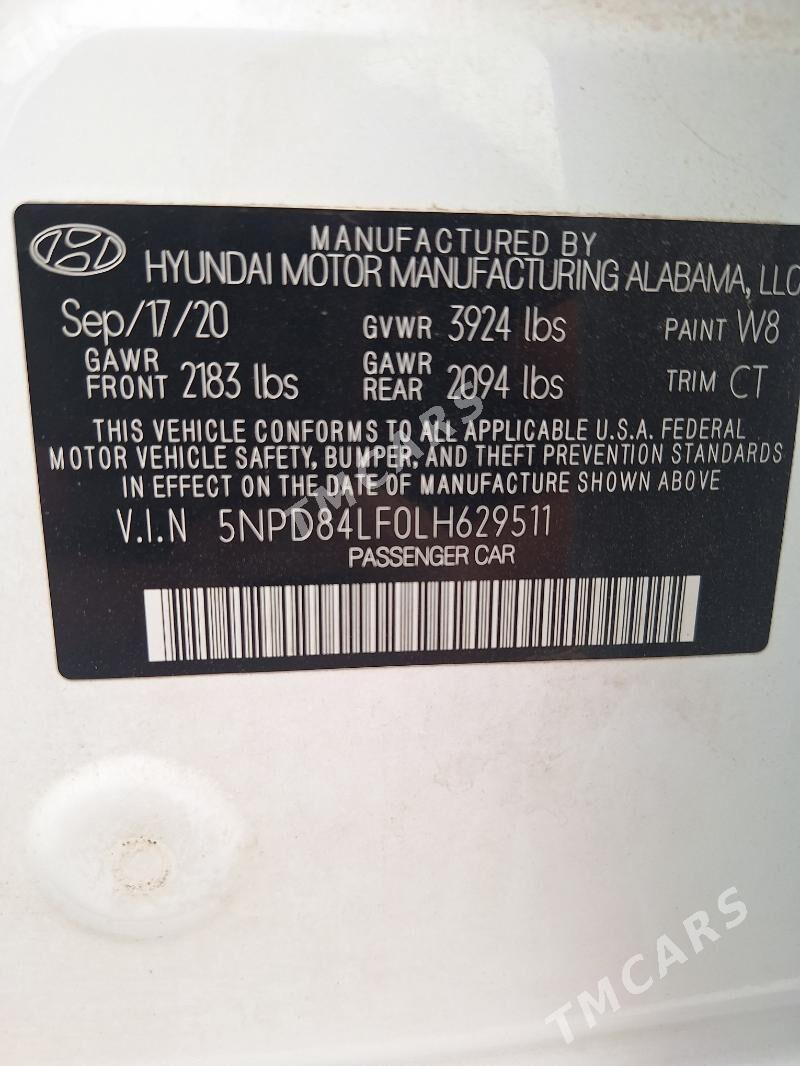 MANUFACTURED BY
HYUNDAI MOTOR MANUFACTURING ALABAMA, LLC
Sep/17/20 GVWR 3924 lbs PAINT W8
GAWR FRONT 2183 lbs GAWR REAR 2094 lbs TRIM CT
THIS VEHICLE CONFORMS TO ALL APPLICABLE U.S.A. FEDERAL
MOTOR VEHICLE SAFETY, BUMPER, AND THEFT PREVENTION STANDARDS
IN EFFECT ON THE DATE OF MANUFACTURE SHOWN ABOVE
V.I.N 5NPD84LF0LH629511
PASSENGER CAR
TMCARS
TMCARS
TMCARS